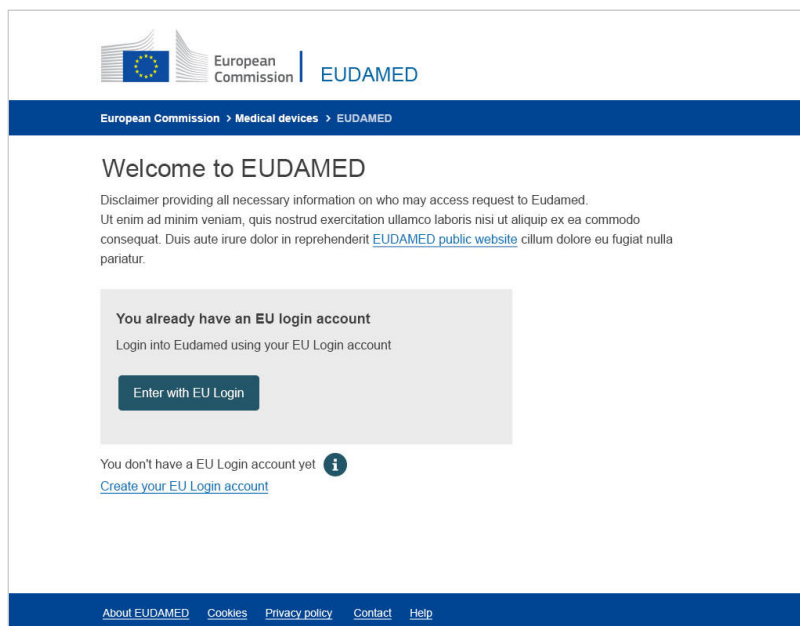 European
Commission
EUDAMED
European Commission > Medical devices > EUDAMED
Welcome to EUDAMED
Disclaimer providing all necessary information on who may access request to Eudamed.
Ut enim ad minim veniam, quis nostrud exercitation ullamco laboris nisi ut aliquip ex ea commodo
consequat. Duis aute irure dolor in reprehenderit EUDAMED public website cillum dolore eu fugiat nulla
pariatur.
You already have an EU login account
Login into Eudamed using your EU Login account
Enter with EU Login
You don't have a EU Login account yet i
Create your EU Login account
About EUDAMED Cookies Privacy policy Contact Help